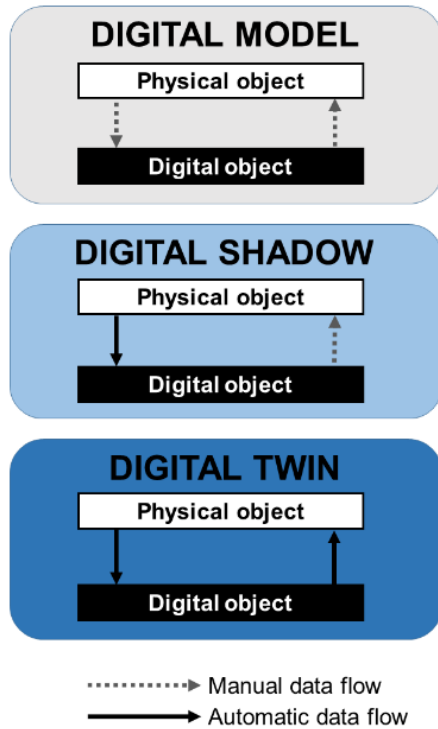 DIGITAL MODEL
Physical object
Digital object
DIGITAL SHADOW
Physical object
Digital object
DIGITAL TWIN
Physical object
Digital object
Manual data flow
Automatic data flow